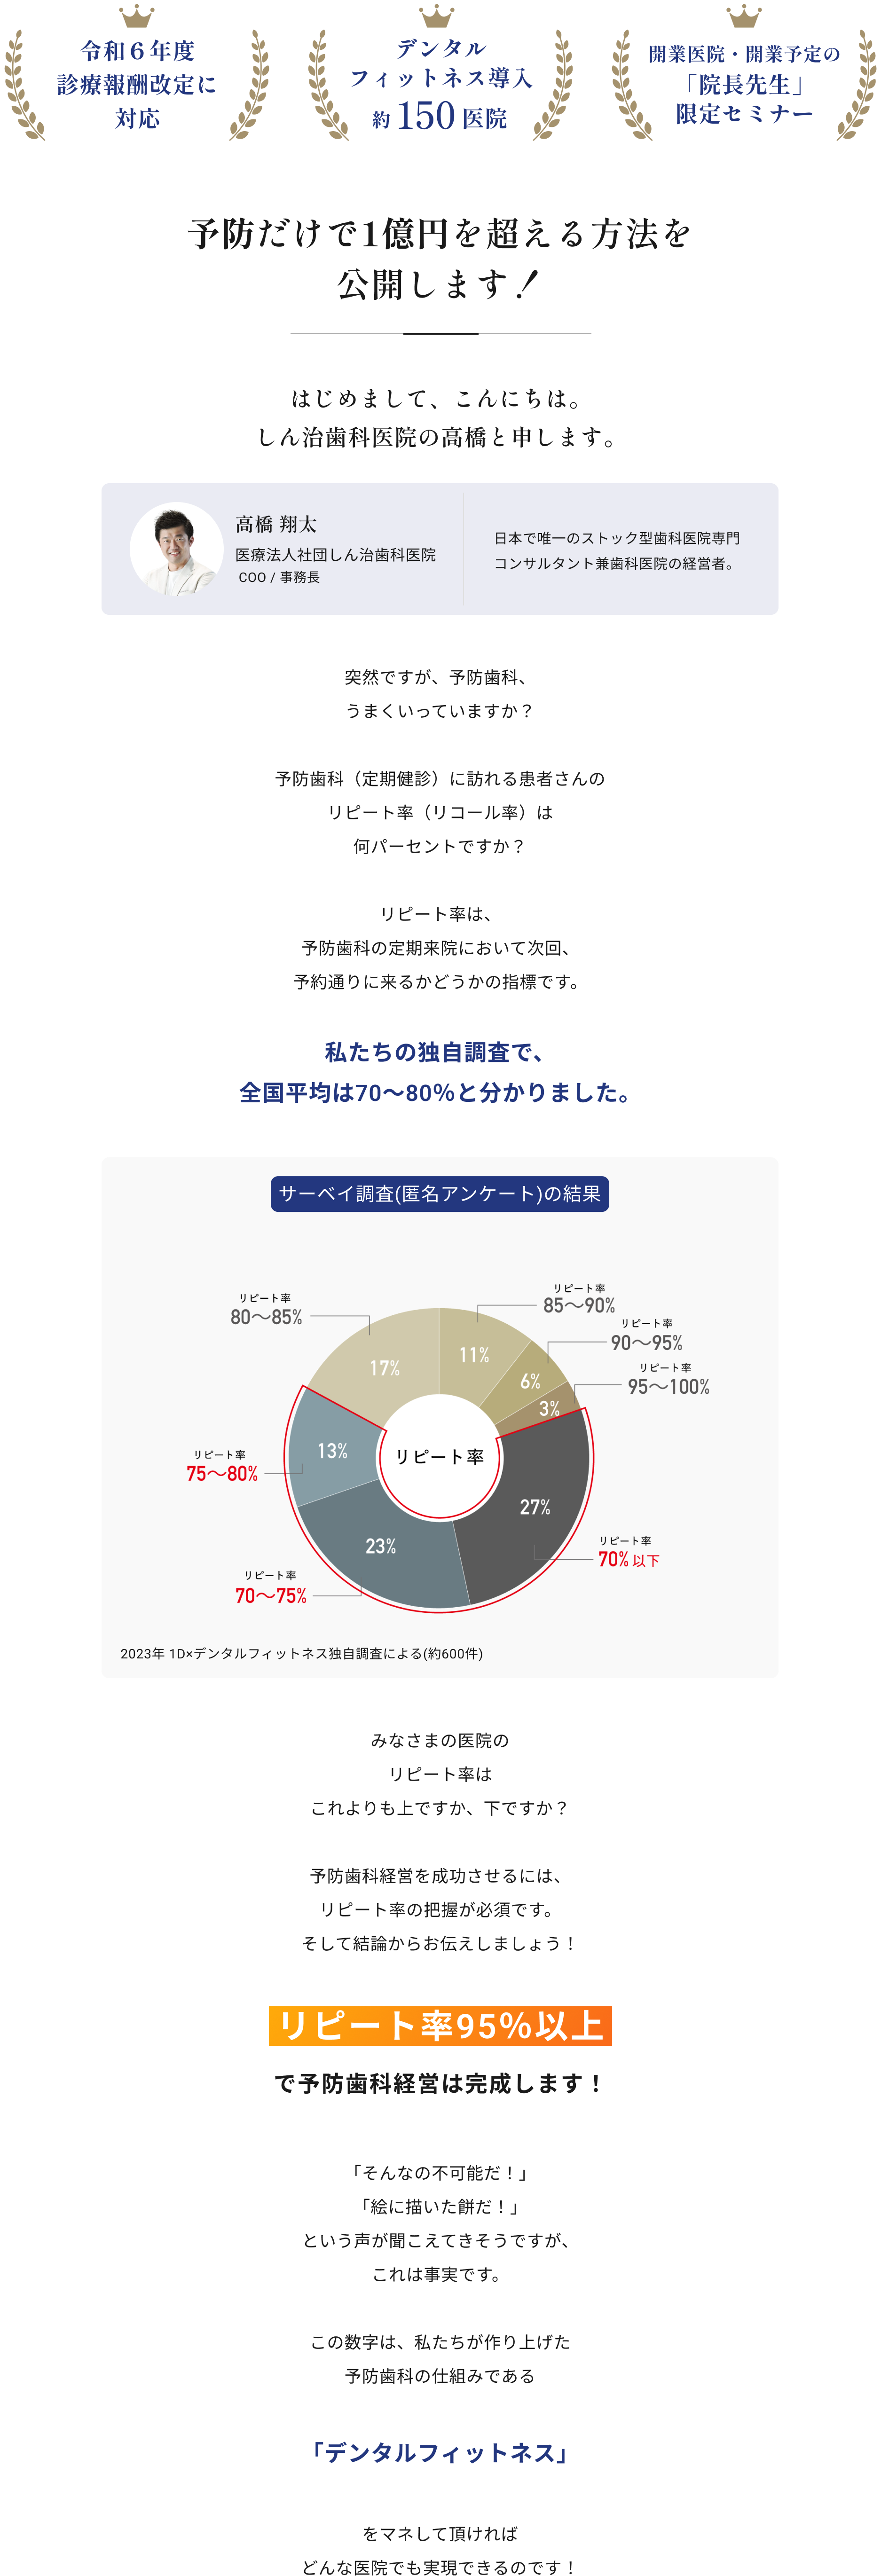 令和６年度
診療報酬改定に
対応
デンタル
フィットネス導入
約150医院
開業医院・開業予定の
「院長先生」
限定セミナー
予防だけで1億円を超える方法を
公開します！
はじめまして、こんにちは。
しん治歯科医院の高橋と申します。
高橋 翔太
医療法人社団しん治歯科医院
COO / 事務長
日本で唯一のストック型歯科医院専門
コンサルタント兼歯科医院の経営者。
突然ですが、予防歯科、
うまくいっていますか？
予防歯科（定期健診）に訪れる患者さんの
リピート率（リコール率）は
何パーセントですか？
リピート率は、
予防歯科の定期来院において次回、
予約通りに来るかどうかの指標です。
私たちの独自調査で、
全国平均は70〜80%と分かりました。
サーベイ調査(匿名アンケート)の結果
リピート率
85〜90%
リピート率
80〜85%
リピート率
90〜95%
リピート率
95〜100%
11%
17%
6%
3%
13%
リピート率
リピート率
75〜80%
27%
23%
リピート率
70%以下
リピート率
70〜75%
2023年 1D×デンタルフィットネス独自調査による(約600件)
みなさまの医院の
リピート率は
これよりも上ですか、下ですか？
予防歯科経営を成功させるには、
リピート率の把握が必須です。
そして結論からお伝えしましょう！
リピート率95%以上
で予防歯科経営は完成します！
「そんなの不可能だ！」
「絵に描いた餅だ！」
という声が聞こえてきそうですが、
これは事実です。
この数字は、私たちが作り上げた
予防歯科の仕組みである
「デンタルフィットネス」
をマネして頂ければ
どんな医院でも実現できるのです！